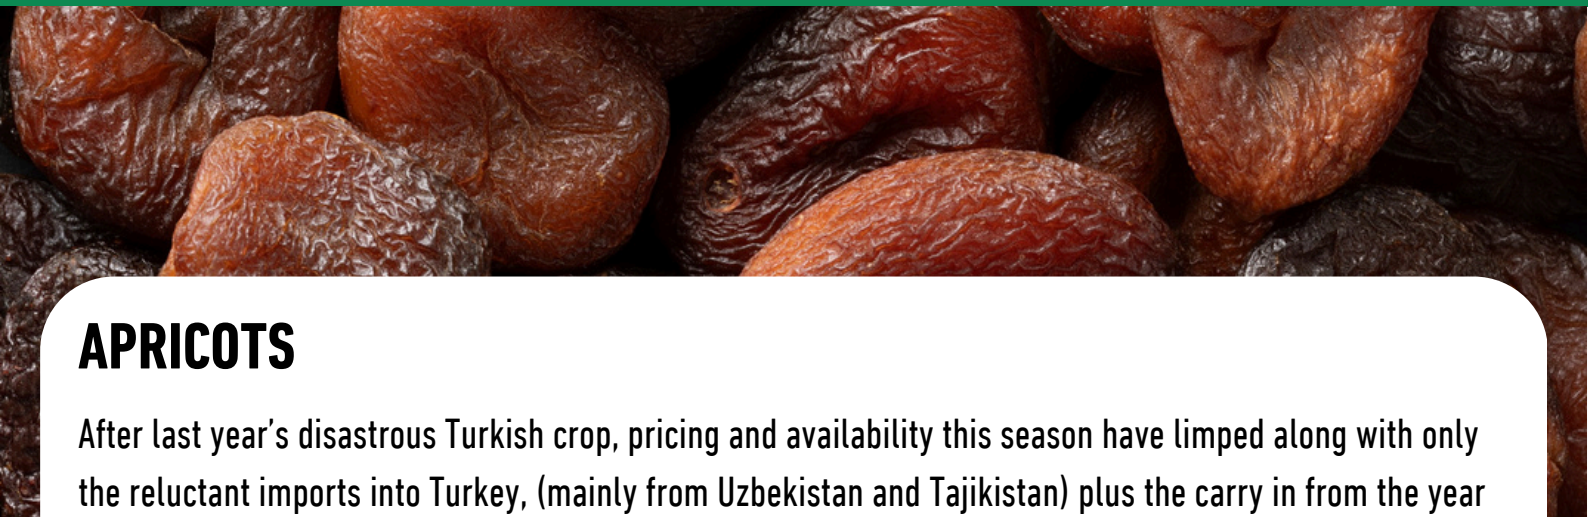 APRICOTS
After last year’s disastrous Turkish crop, pricing and availability this season have limped along with only
the reluctant imports into Turkey, (mainly from Uzbekistan and Tajikistan) plus the carry in from the year